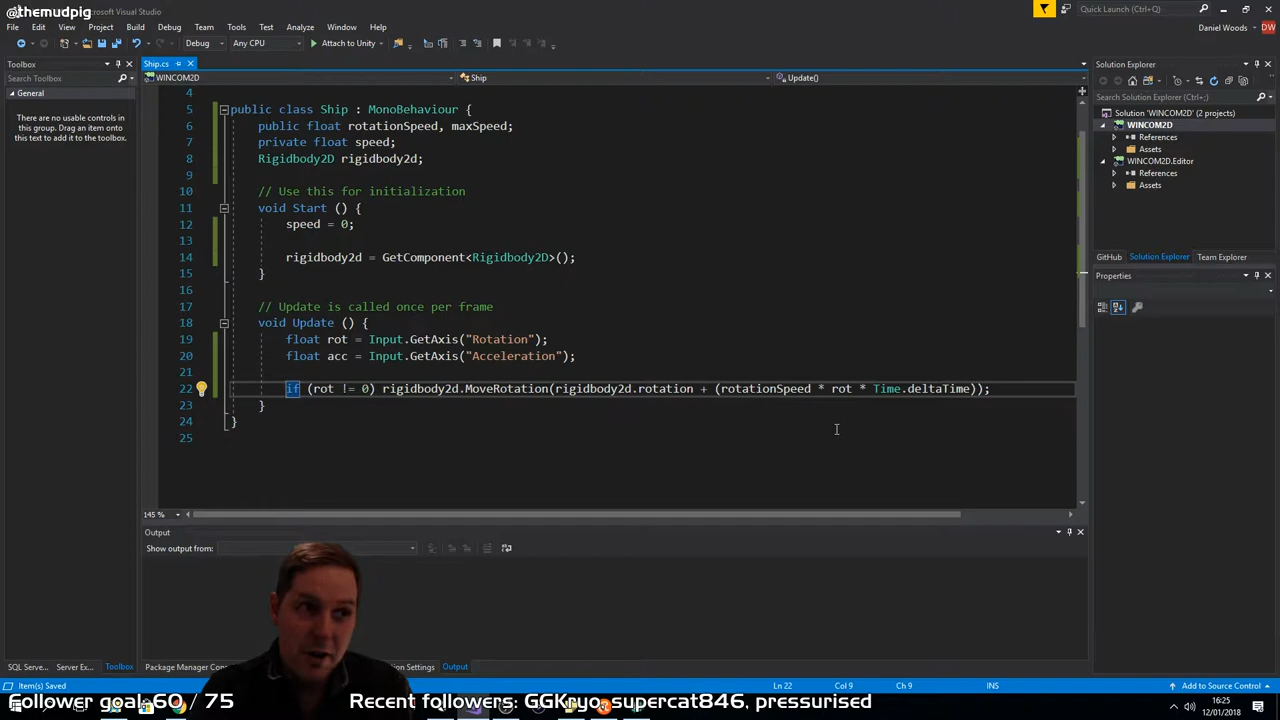 @themudpig
Microsoft Visual Studio
Quick Launch (Ctrl+Q)
File Edit View Project Build Debug Team Tools Test Analyze Window Help
Daniel Woods DW
Debug Any CPU Attach to Unity
Toolbox
Search Toolbox
General
There are no usable controls in
this group. Drag an item onto
this text to add it to the toolbox.
Ship.cs
WINCOM2D Ship Update()
4
5 public class Ship : MonoBehaviour {
6 public float rotationSpeed, maxSpeed;
7 private float speed;
8 Rigidbody2D rigidbody2d;
9
10 // Use this for initialization
11 void Start () {
12 speed = 0;
13
14 rigidbody2d = GetComponent<Rigidbody2D>();
15 }
16
17 // Update is called once per frame
18 void Update () {
19 float rot = Input.GetAxis("Rotation");
20 float acc = Input.GetAxis("Acceleration");
21
22 if (rot != 0) rigidbody2d.MoveRotation(rigidbody2d.rotation + (rotationSpeed * rot * Time.deltaTime));
23 }
24 }
25
145 %
Output
Show output from:
Solution Explorer
Search Solution Explorer (Ctrl+;)
Solution 'WINCOM2D' (2 projects)
WINCOM2D
References
Assets
WINCOM2D.Editor
References
Assets
GitHub Solution Explorer Team Explorer
Properties
SQL Serve... Server Ex... Toolbox Package Manager Con Settings Output
Item(s) Saved Ln 22 Col 9 Ch 9 INS Add to Source Control
Follower goal: 60 / 75 Recent followers: GGKryo, supercat846, pressurised
16:25
12/01/2018